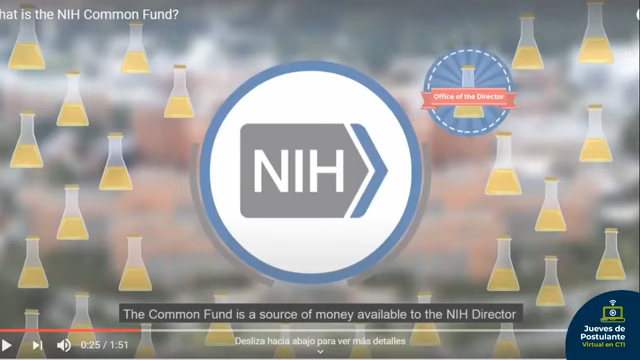 hat is the NIH Common Fund?
Office of the Director
NIH
The Common Fund is a source of money available to the NIH Director
0:25 / 1:51
Desliza hacia abajo para ver más detalles
Jueves de
Postulante
Virtual en CTI